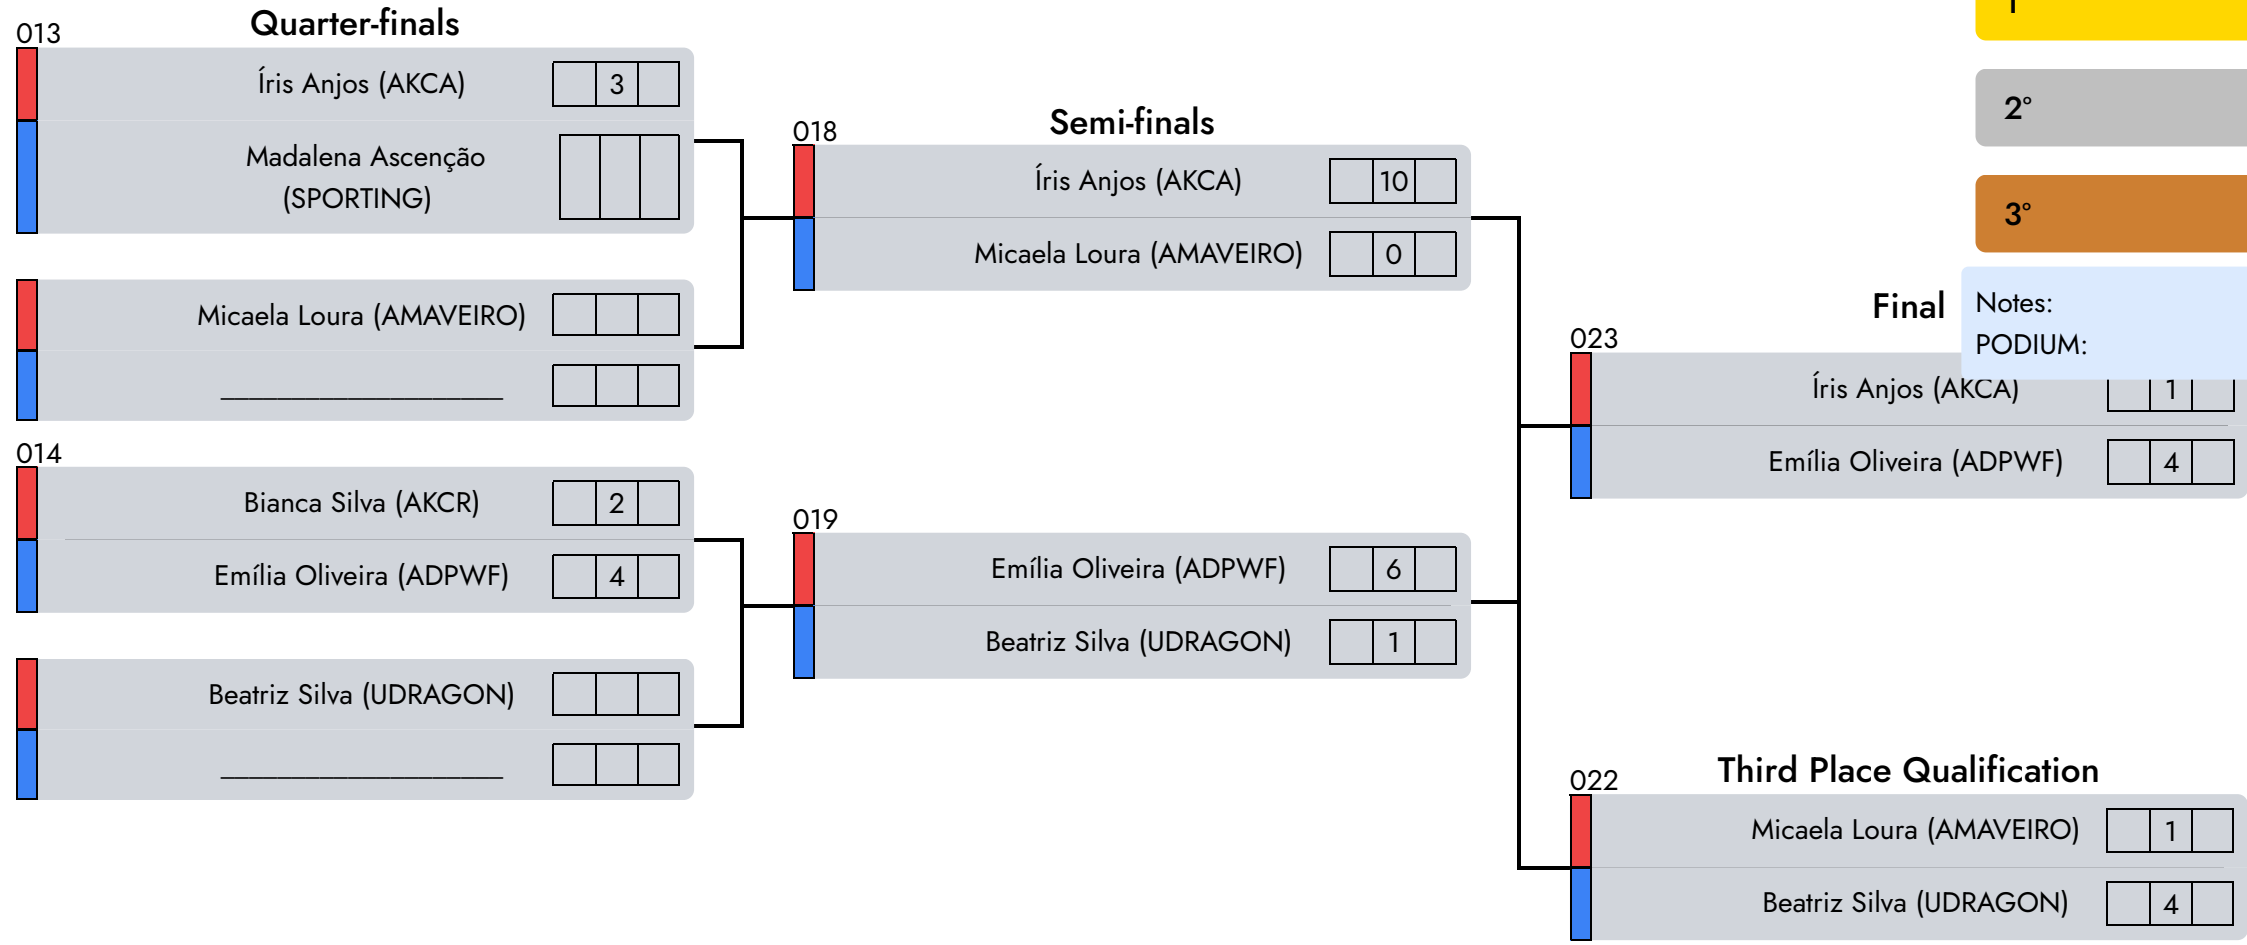 Quarter-finals
013
Íris Anjos (AKCA) 3
Madalena Ascenção
(SPORTING)
Micaela Loura (AMAVEIRO)
____________________
014
Bianca Silva (AKCR) 2
Emília Oliveira (ADPWF) 4
Beatriz Silva (UDRAGON)
____________________
Semi-finals
018
Íris Anjos (AKCA) 10
Micaela Loura (AMAVEIRO) 0
019
Emília Oliveira (ADPWF) 6
Beatriz Silva (UDRAGON) 1
Final
023
Íris Anjos (AKCA) 1
Emília Oliveira (ADPWF) 4
Third Place Qualification
022
Micaela Loura (AMAVEIRO) 1
Beatriz Silva (UDRAGON) 4
2°
3°
Notes:
PODIUM: